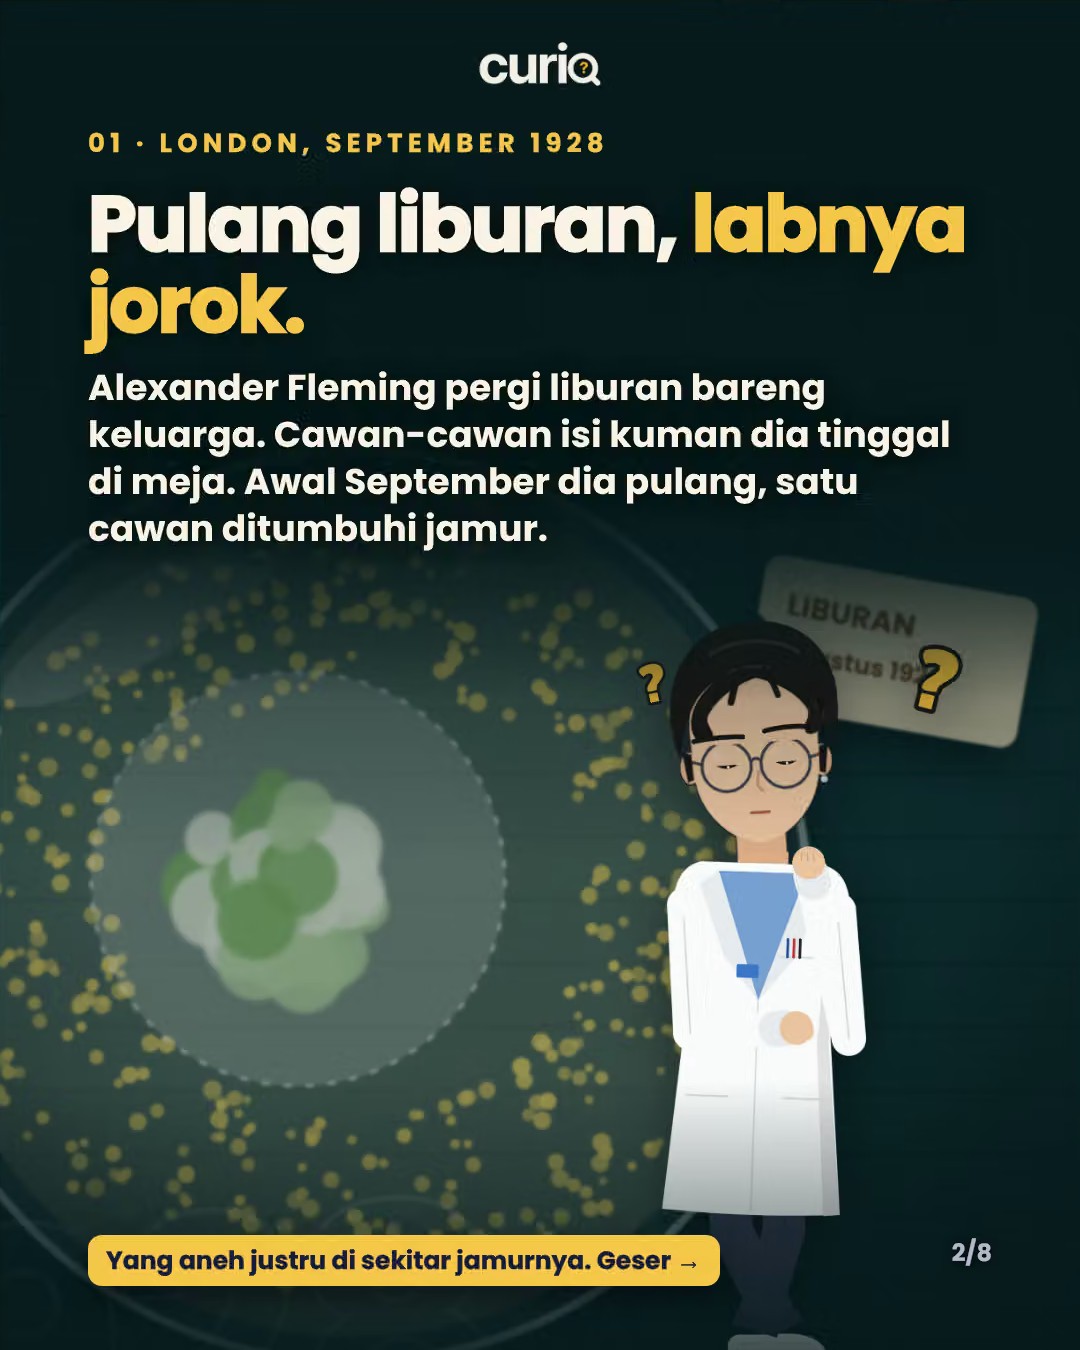 curiq
01 · LONDON, SEPTEMBER 1928
Pulang liburan, labnya
jorok.
Alexander Fleming pergi liburan bareng
keluarga. Cawan-cawan isi kuman dia tinggal
di meja. Awal September dia pulang, satu
cawan ditumbuhi jamur.
LIBURAN
?
?
Yang aneh justru di sekitar jamurnya. Geser →
2/8